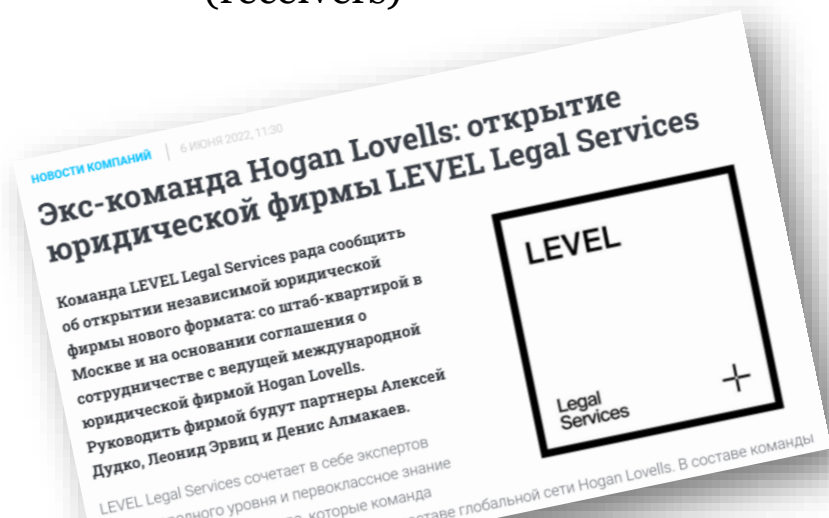 (receivers)
НОВОСТИ КОМПАНИЙ | 6 ИЮНЯ 2022, 11:30
Экс-команда Hogan Lovells: открытие
юридической фирмы LEVEL Legal Services
Команда LEVEL Legal Services рада сообщить
об открытии независимой юридической
фирмы нового формата: со штаб-квартирой в
Москве и на основании соглашения о
сотрудничестве с ведущей международной
юридической фирмой Hogan Lovells.
Руководить фирмой будут партнеры Алексей
Дудко, Леонид Эрвиц и Денис Алмакаев.
LEVEL
Legal
Services
LEVEL Legal Services сочетает в себе экспертов
уровня и первоклассное знание
которые команда
глобальной сети Hogan Lovells. В составе команды